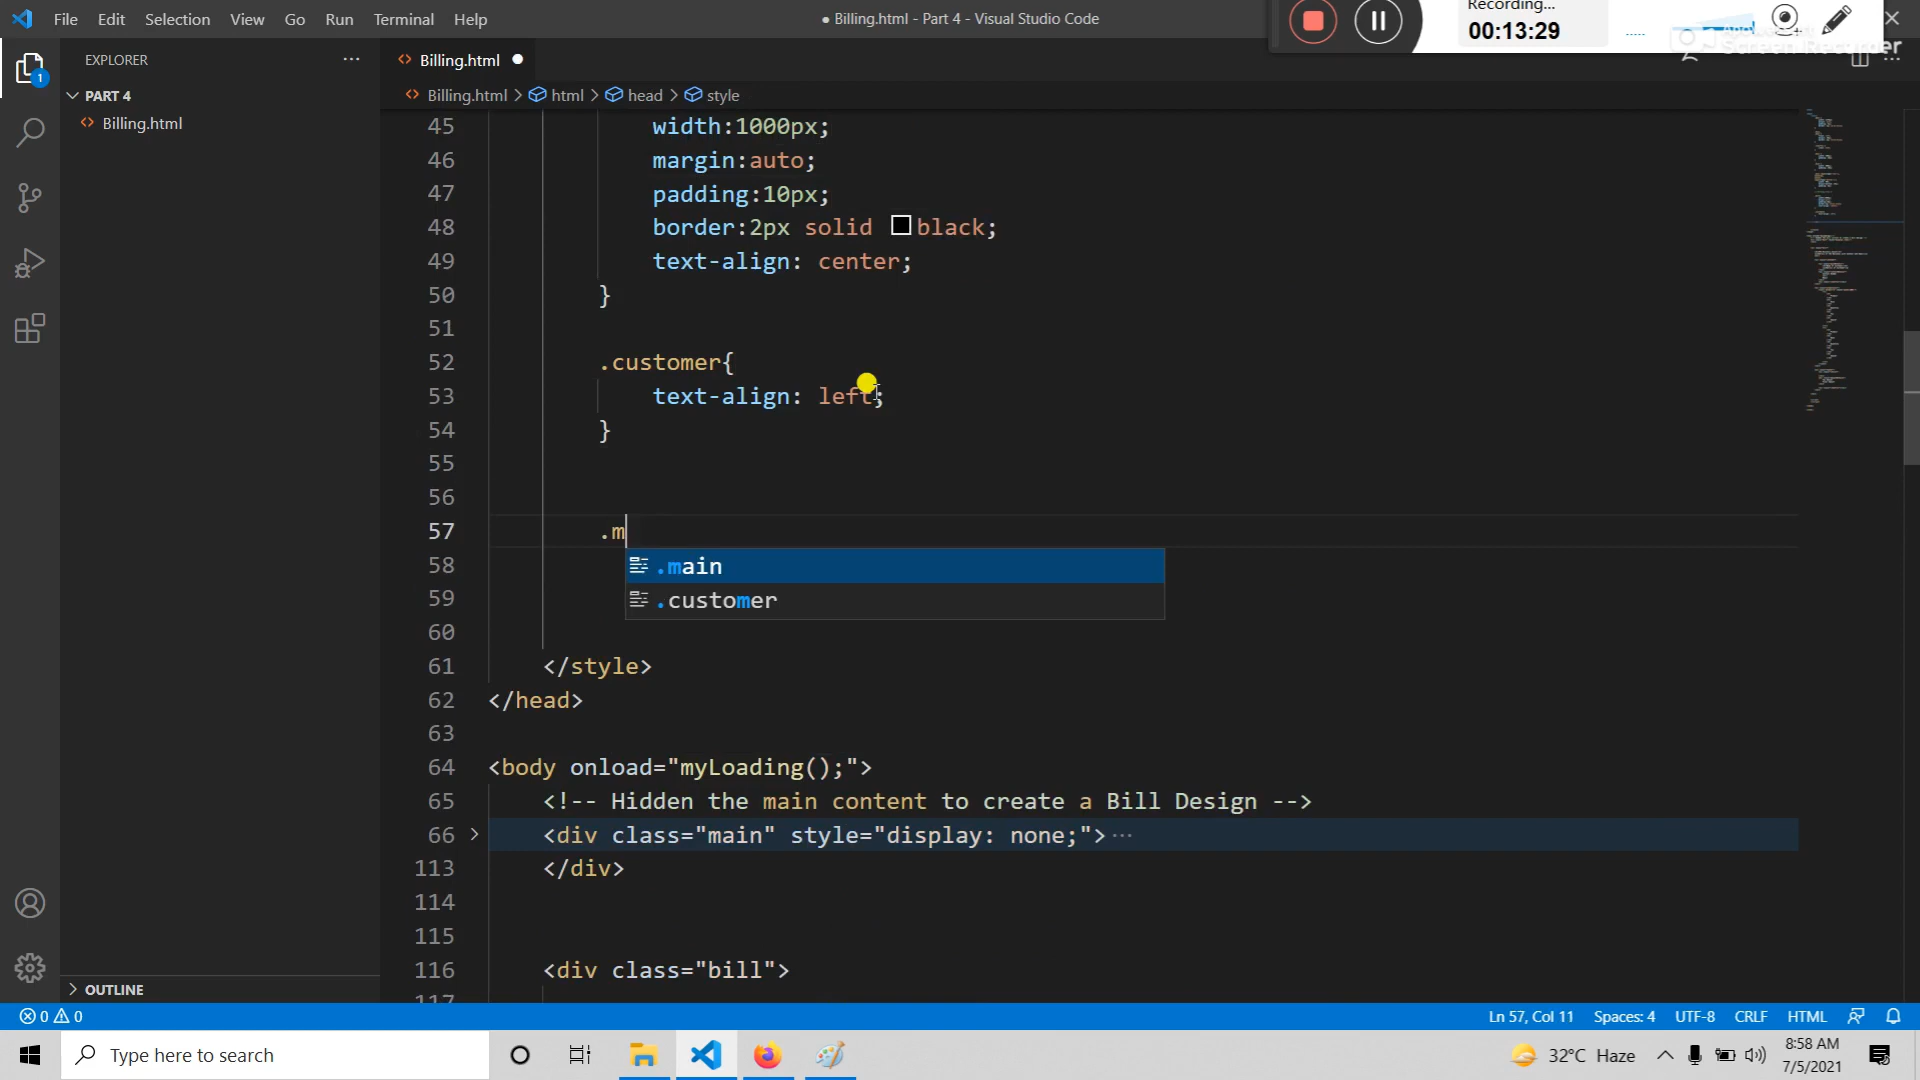 File Edit Selection View Go Run Terminal Help
● Billing.html - Part 4 - Visual Studio Code
Recording...
00:13:29
Screen Recorder
EXPLORER
PART 4
Billing.html
1
OUTLINE
Billing.html
Billing.html > html > head > style
45 width:1000px;
46 margin:auto;
47 padding:10px;
48 border:2px solid black;
49 text-align: center;
50 }
51
52 .customer{
53 text-align: left;
54 }
55
56
57 .m
.main
.customer
58
59
60
61 </style>
62 </head>
63
64 <body onload="myLoading();">
65 <!-- Hidden the main content to create a Bill Design -->
66 <div class="main" style="display: none;"> ...
113 </div>
114
115
116 <div class="bill">
117
0 0
Ln 57, Col 11 Spaces: 4 UTF-8 CRLF HTML
Type here to search
32°C Haze
8:58 AM
7/5/2021